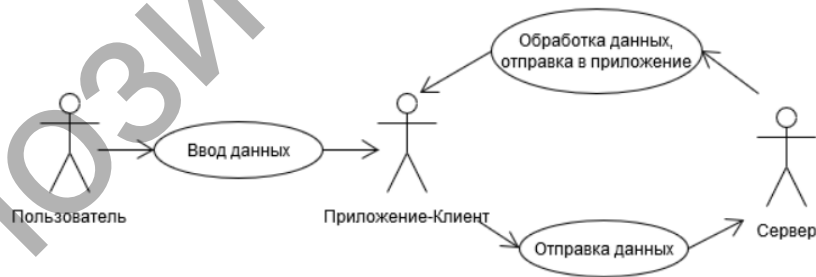 Обработка данных,
отправка в приложение
Ввод данных
Пользователь
Приложение-Клиент
Сервер
Отправка данных